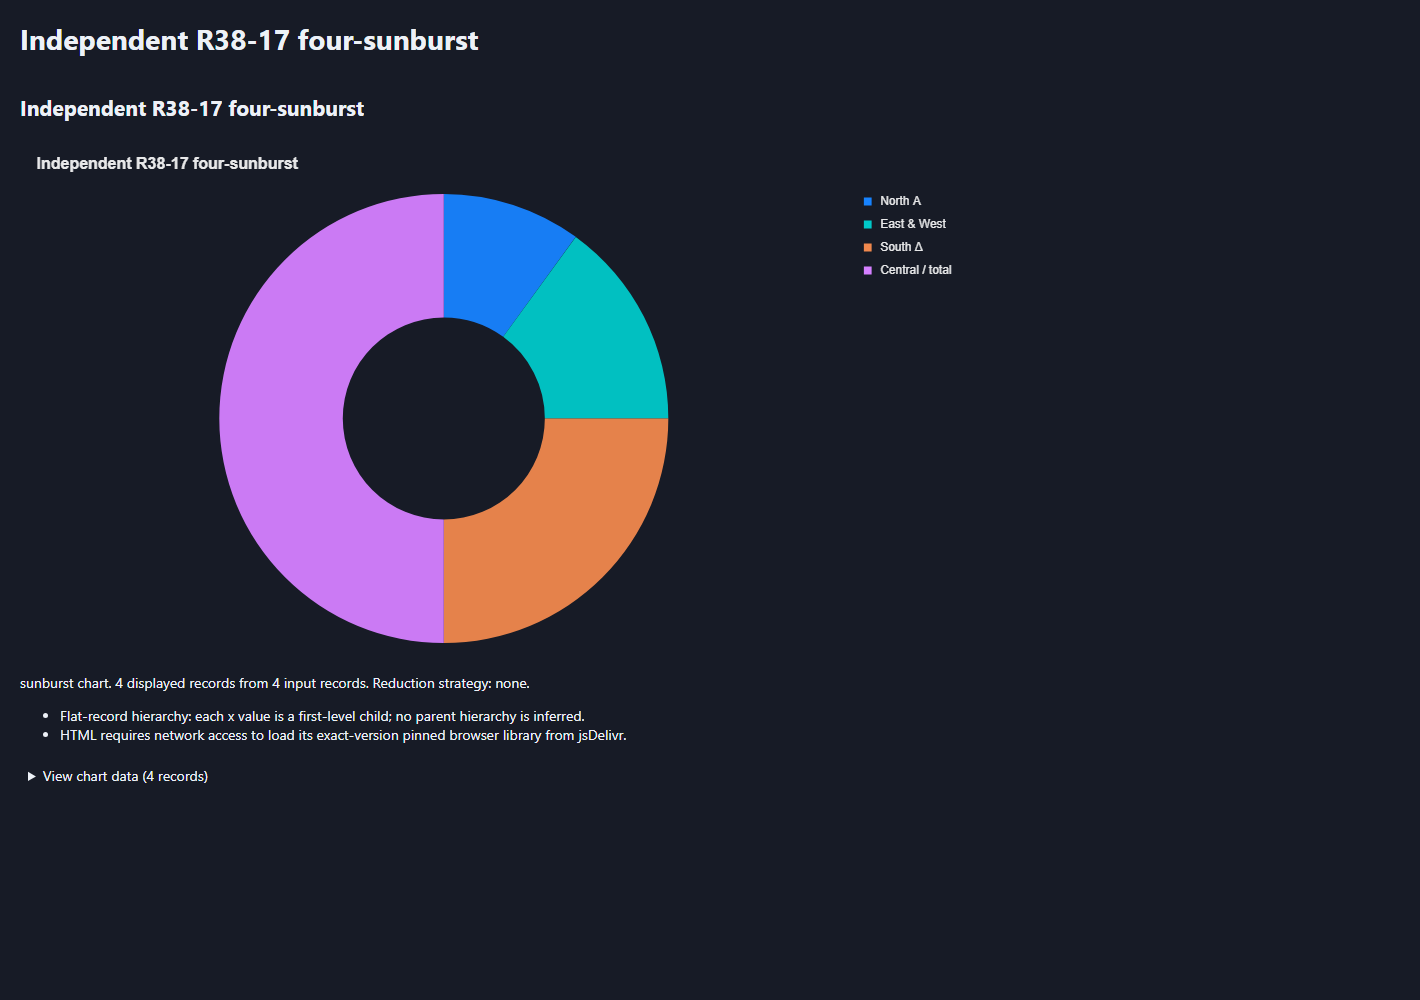 Independent R38-17 four-sunburst
Independent R38-17 four-sunburst
Independent R38-17 four-sunburst
North A
East & West
South Δ
Central / total
sunburst chart. 4 displayed records from 4 input records. Reduction strategy: none.
Flat-record hierarchy: each x value is a first-level child; no parent hierarchy is inferred.
HTML requires network access to load its exact-version pinned browser library from jsDelivr.
View chart data (4 records)